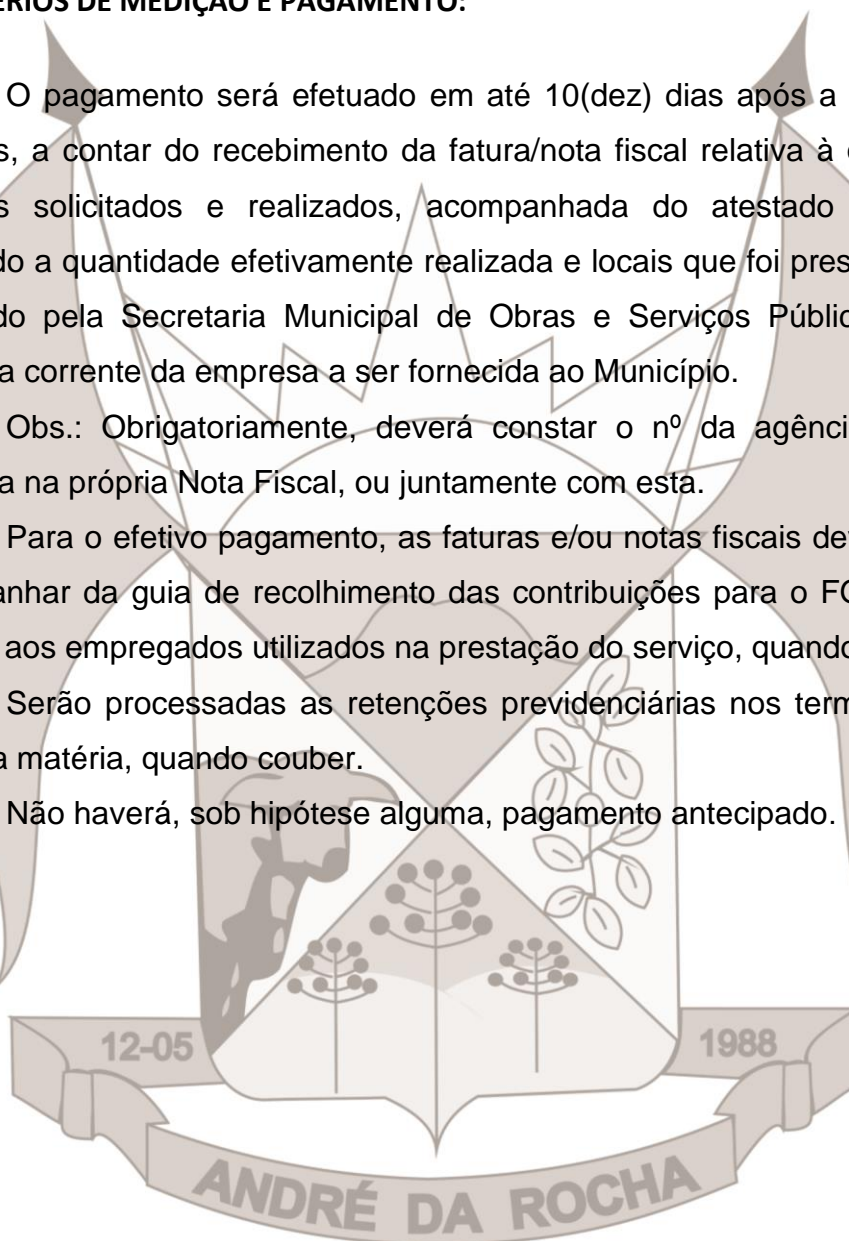 ÉRIOS DE MEDIÇÃO E PAGAMENTO:
O pagamento será efetuado em até 10(dez) dias após a
s, a contar do recebimento da fatura/nota fiscal relativa à
s solicitados e realizados, acompanhada do atestado
do a quantidade efetivamente realizada e locais que foi pres
do pela Secretaria Municipal de Obras e Serviços Públic
a corrente da empresa a ser fornecida ao Município.
Obs.: Obrigatoriamente, deverá constar o nº da agênci
a na própria Nota Fiscal, ou juntamente com esta.
Para o efetivo pagamento, as faturas e/ou notas fiscais de
anhar da guia de recolhimento das contribuições para o FG
aos empregados utilizados na prestação do serviço, quando
Serão processadas as retenções previdenciárias nos term
a matéria, quando couber.
Não haverá, sob hipótese alguma, pagamento antecipado.
12-05 1988
ANDRÉ DA ROCHA